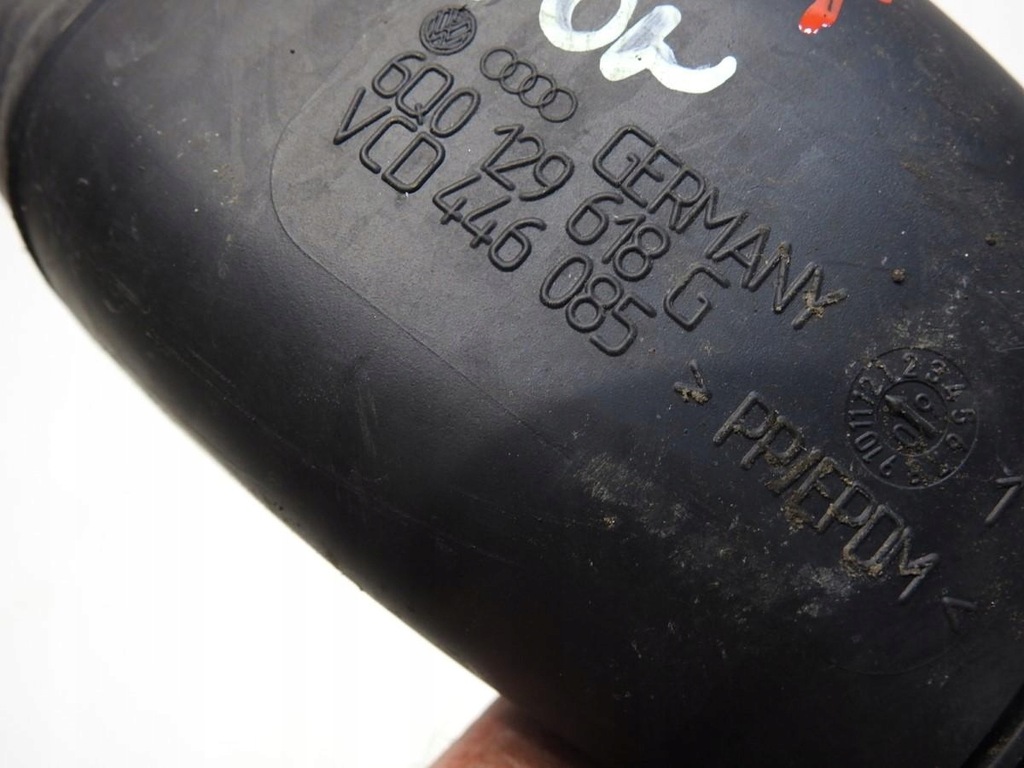 GERMANY
6Q0 129 618 G
VCD 446 085
>PP/EPDM<